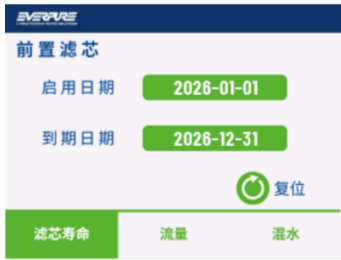 EVERPURE
前置滤芯
启用日期 2026-01-01
到期日期 2026-12-31
复位
滤芯寿命 流量 混水